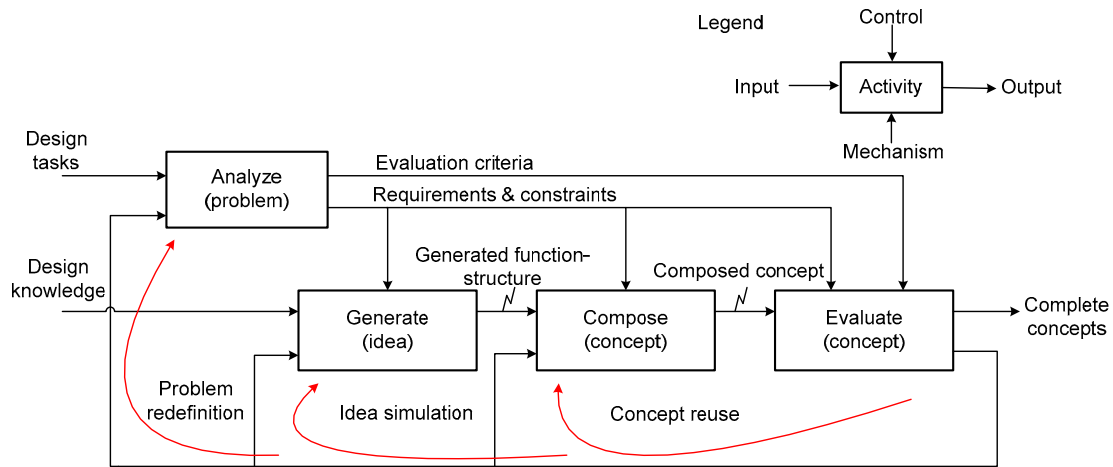 Legend
Control
Input
Activity
Output
Mechanism
Design
tasks
Analyze
(problem)
Evaluation criteria
Requirements & constraints
Design
knowledge
Generated function-
structure
Composed concept
Generate
(idea)
Compose
(concept)
Evaluate
(concept)
Complete
concepts
Problem
redefinition
Idea simulation
Concept reuse